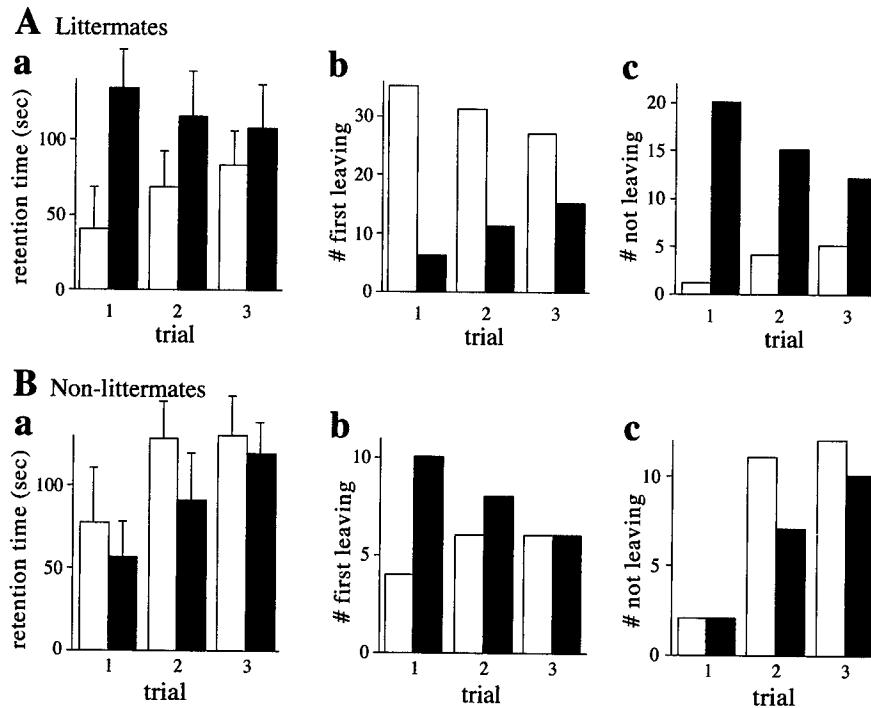 A Littermates
a
retention time (sec)
100
50
0
1 2 3
trial
b
# first leaving
30
20
10
0
1 2 3
trial
c
# not leaving
20
15
10
5
0
1 2 3
trial
B Non-littermates
a
retention time (sec)
100
50
0
1 2 3
trial
b
# first leaving
10
5
0
1 2 3
trial
c
# not leaving
10
5
0
1 2 3
trial